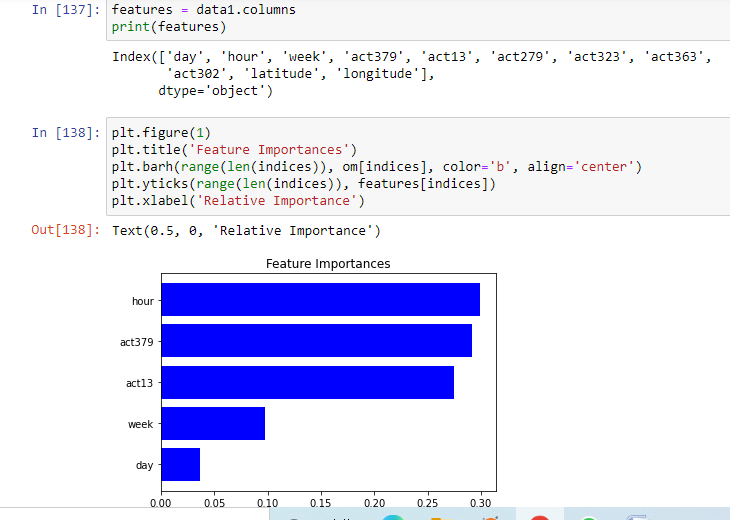 In [137]: features = data1.columns
print(features)
Index(['day', 'hour', 'week', 'act379', 'act13', 'act279', 'act323', 'act363',
'act302', 'latitude', 'longitude'],
dtype='object')
In [138]: plt.figure(1)
plt.title('Feature Importances')
plt.barh(range(len(indices)), om[indices], color='b', align='center')
plt.yticks(range(len(indices)), features[indices])
plt.xlabel('Relative Importance')
Out[138]: Text(0.5, 0, 'Relative Importance')
Feature Importances
hour
act379
act13
week
day
0.00 0.05 0.10 0.15 0.20 0.25 0.30